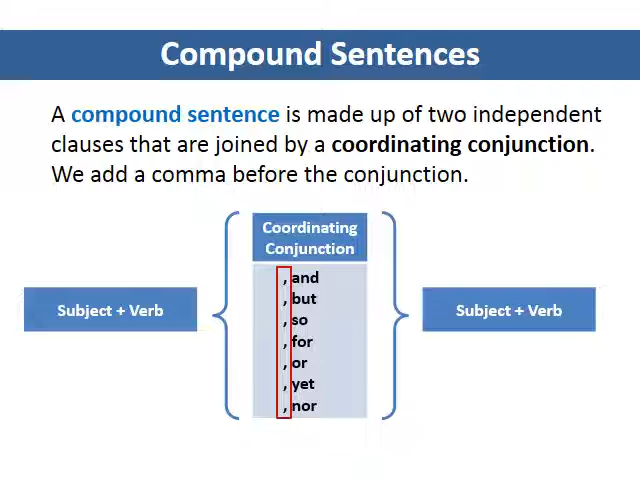 Compound Sentences
A compound sentence is made up of two independent
clauses that are joined by a coordinating conjunction.
We add a comma before the conjunction.
Coordinating
Conjunction
Subject + Verb
, and
, but
, so
, for
, or
, yet
, nor
Subject + Verb